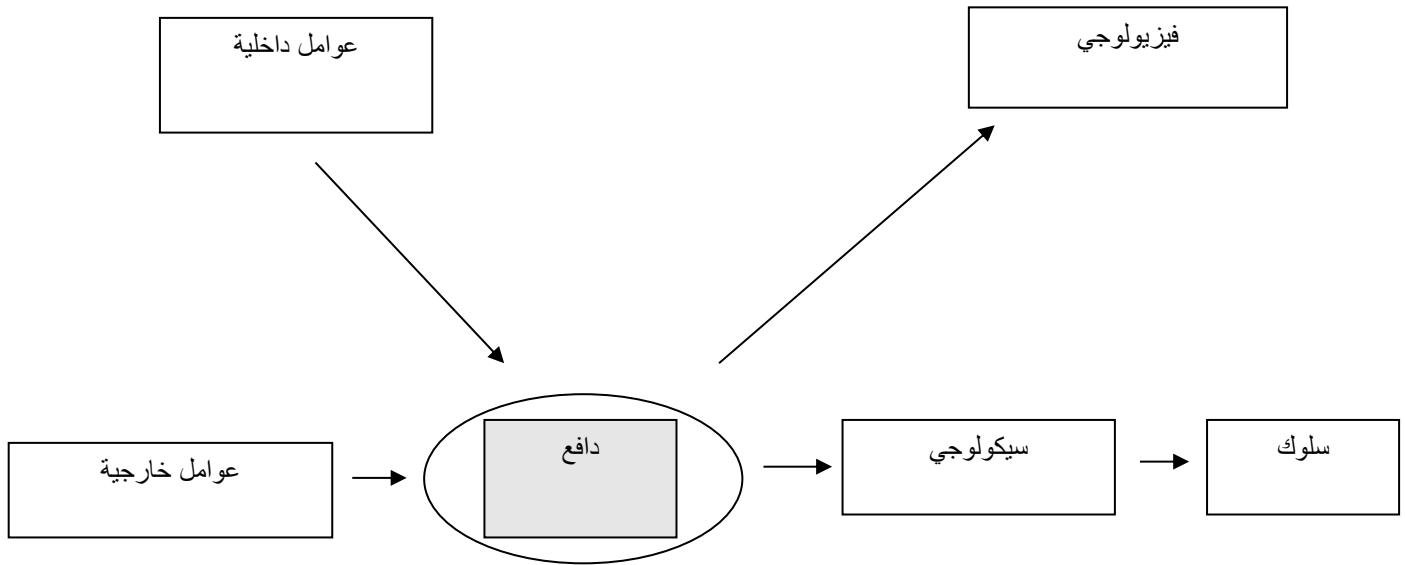 عوامل داخلية
فيزيولوجي
عوامل خارجية
دافع
سيكولوجي
سلوك